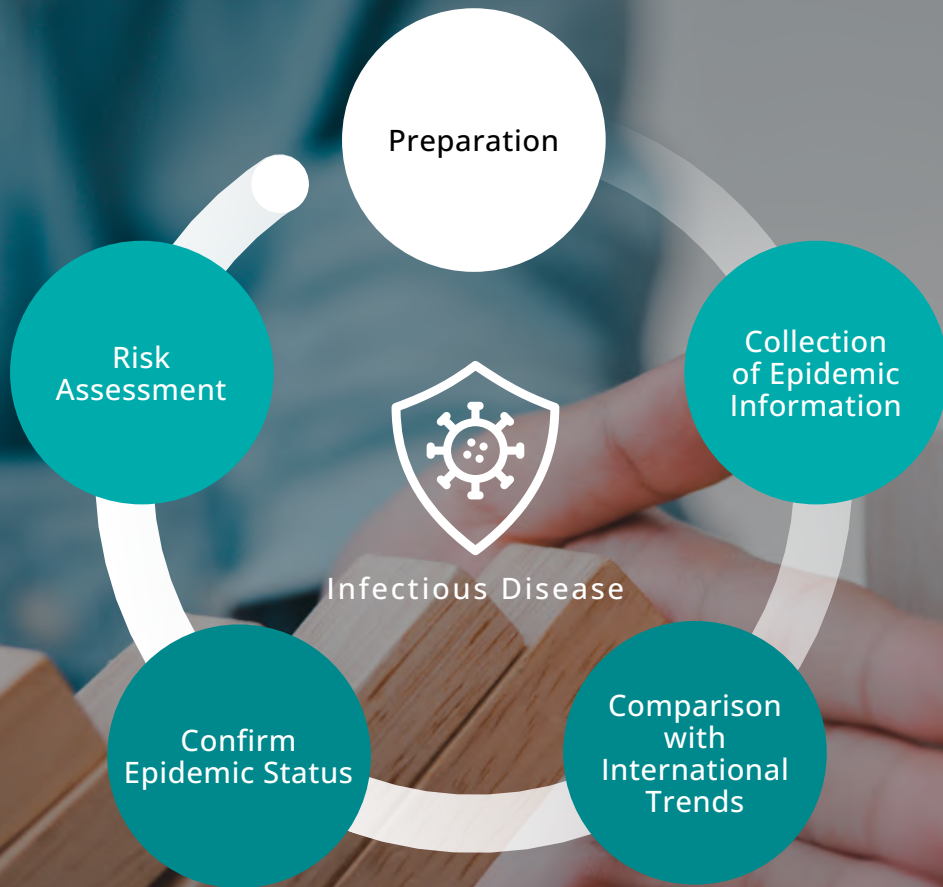 Preparation
Collection
of Epidemic
Information
Comparison
with
International
Trends
Confirm
Epidemic Status
Risk
Assessment
Infectious Disease